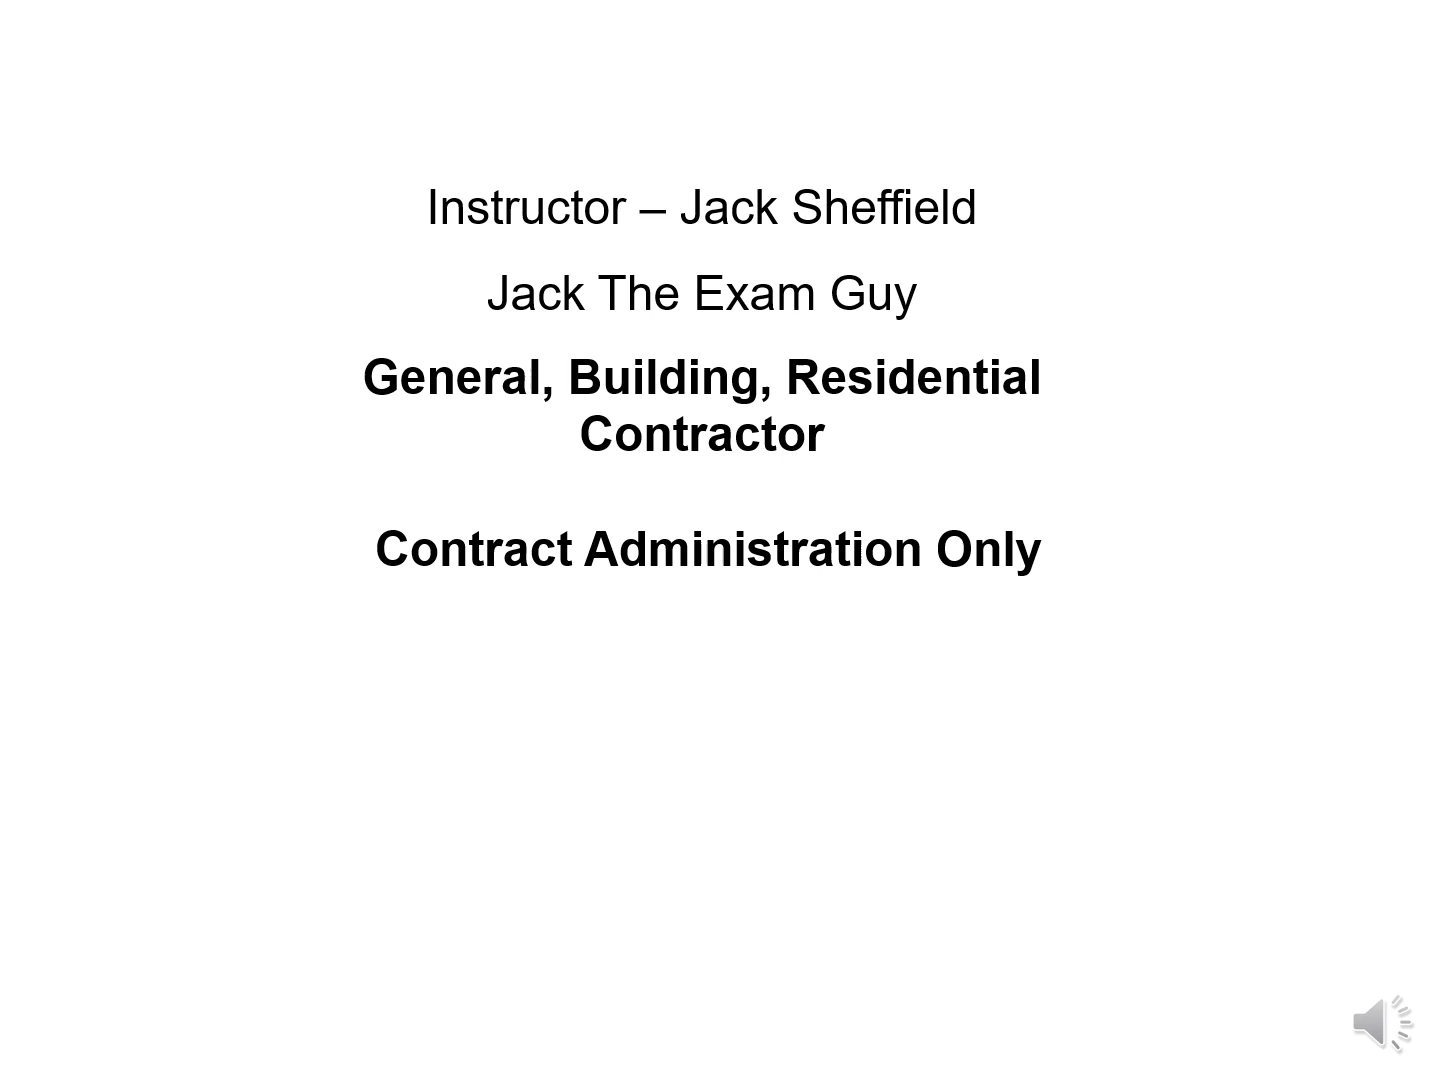 Instructor – Jack Sheffield
Jack The Exam Guy
General, Building, Residential
Contractor
Contract Administration Only